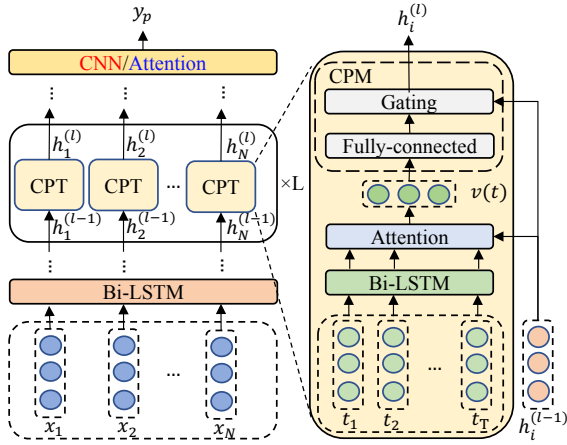 y_p
CNN/Attention
... ... ...
h_1^{(l)} h_2^{(l)} h_N^{(l)}
CPT CPT ... CPT
×L
h_1^{(l-1)} h_2^{(l-1)} h_N^{(l-1)}
... ... ...
Bi-LSTM
...
x_1 x_2 x_N
h_i^{(l)}
CPM
Gating
Fully-connected
v(t)
Attention
Bi-LSTM
...
t_1 t_2 t_T
h_i^{(l-1)}